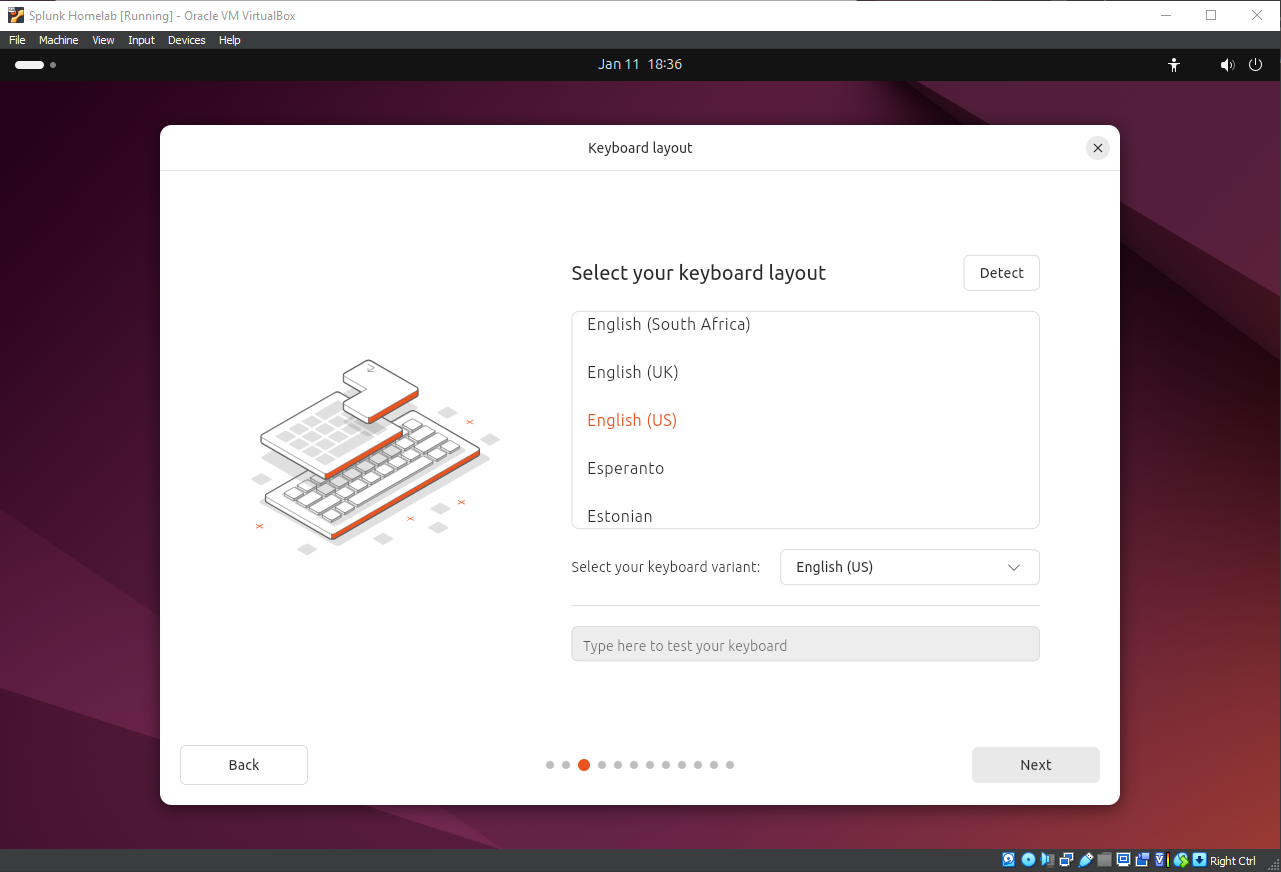 Splunk Homelab [Running] - Oracle VM VirtualBox
File Machine View Input Devices Help
Jan 11 18:36
Keyboard layout
Select your keyboard layout
Detect
English (South Africa)
English (UK)
English (US)
Esperanto
Estonian
Select your keyboard variant: English (US)
Type here to test your keyboard
Back
Next
Right Ctrl